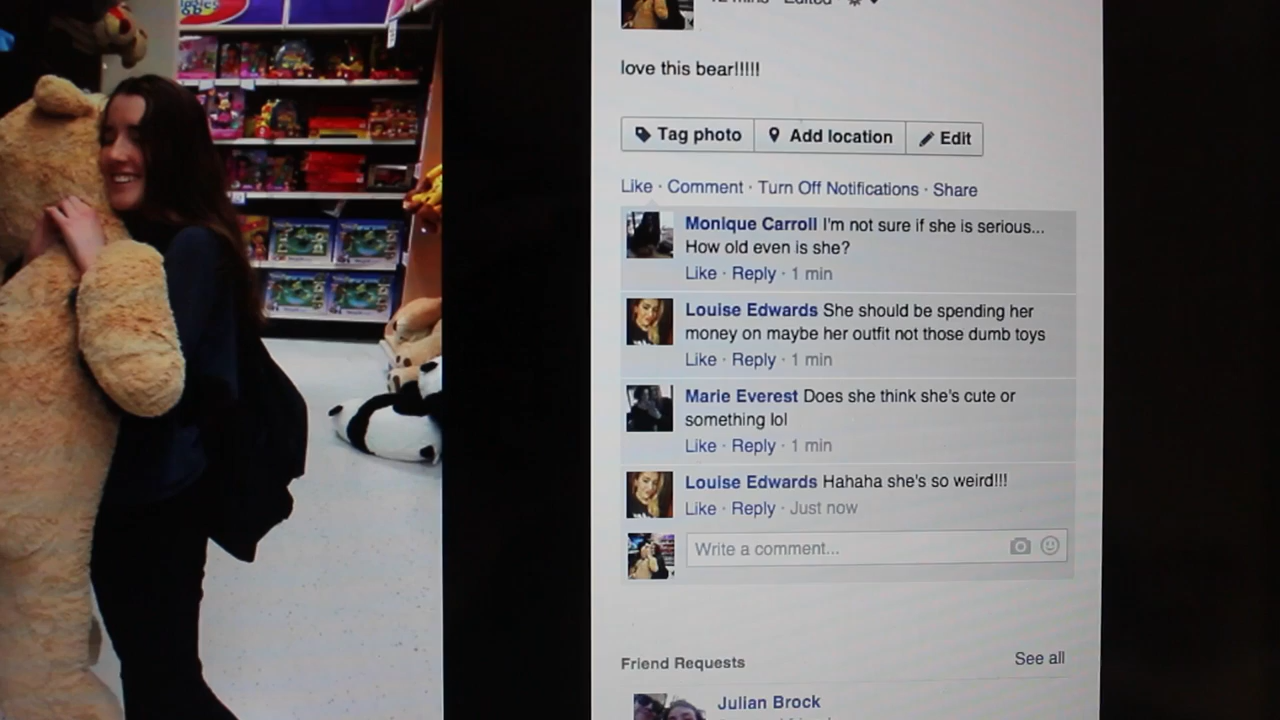 love this bear!!!!!
Tag photo Add location Edit
Like · Comment · Turn Off Notifications · Share
Monique Carroll I'm not sure if she is serious...
How old even is she?
Like · Reply · 1 min
Louise Edwards She should be spending her
money on maybe her outfit not those dumb toys
Like · Reply · 1 min
Marie Everest Does she think she's cute or
something lol
Like · Reply · 1 min
Louise Edwards Hahaha she's so weird!!!
Like · Reply · Just now
Write a comment...
Friend Requests See all
Julian Brock